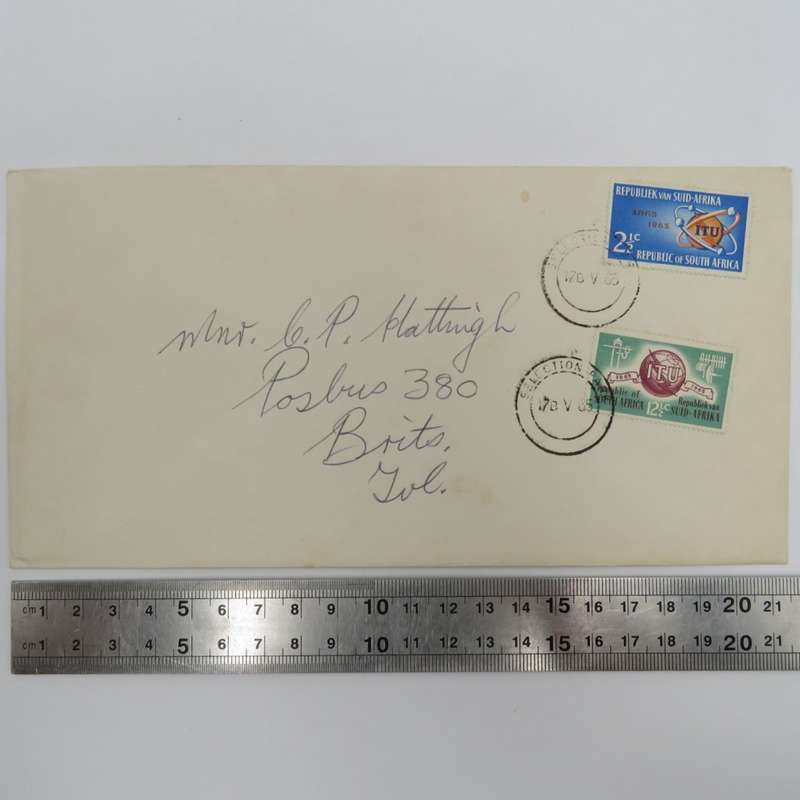 REPUBLIEK VAN SUID-AFRIKA
1865
1965
ITU
2½c
REPUBLIC OF SOUTH AFRICA
17 V 65
Mnr. C. P. Hattingh
Posbus 380
Brits.
Tvl.
SELECTION
17 V 65
1865 ITU 1965
Republic of SOUTH AFRICA
12½c
Republiek van SUID-AFRIKA
cm 1 2 3 4 5 6 7 8 9 10 11 12 13 14 15 16 17 18 19 20 21
cm 1 2 3 4 5 6 7 8 9 10 11 12 13 14 15 16 17 18 19 20 21